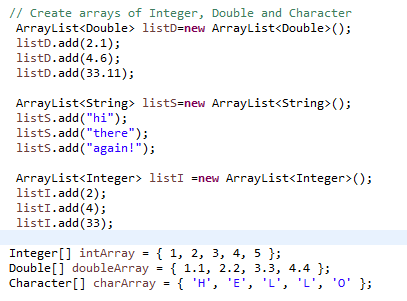 // Create arrays of Integer, Double and Character
ArrayList<Double> listD=new ArrayList<Double>();
listD.add(2.1);
listD.add(4.6);
listD.add(33.11);
ArrayList<String> listS=new ArrayList<String>();
listS.add("hi");
listS.add("there");
listS.add("again!");
ArrayList<Integer> listI =new ArrayList<Integer>();
listI.add(2);
listI.add(4);
listI.add(33);
Integer[] intArray = { 1, 2, 3, 4, 5 };
Double[] doubleArray = { 1.1, 2.2, 3.3, 4.4 };
Character[] charArray = { 'H', 'E', 'L', 'L', 'O' };